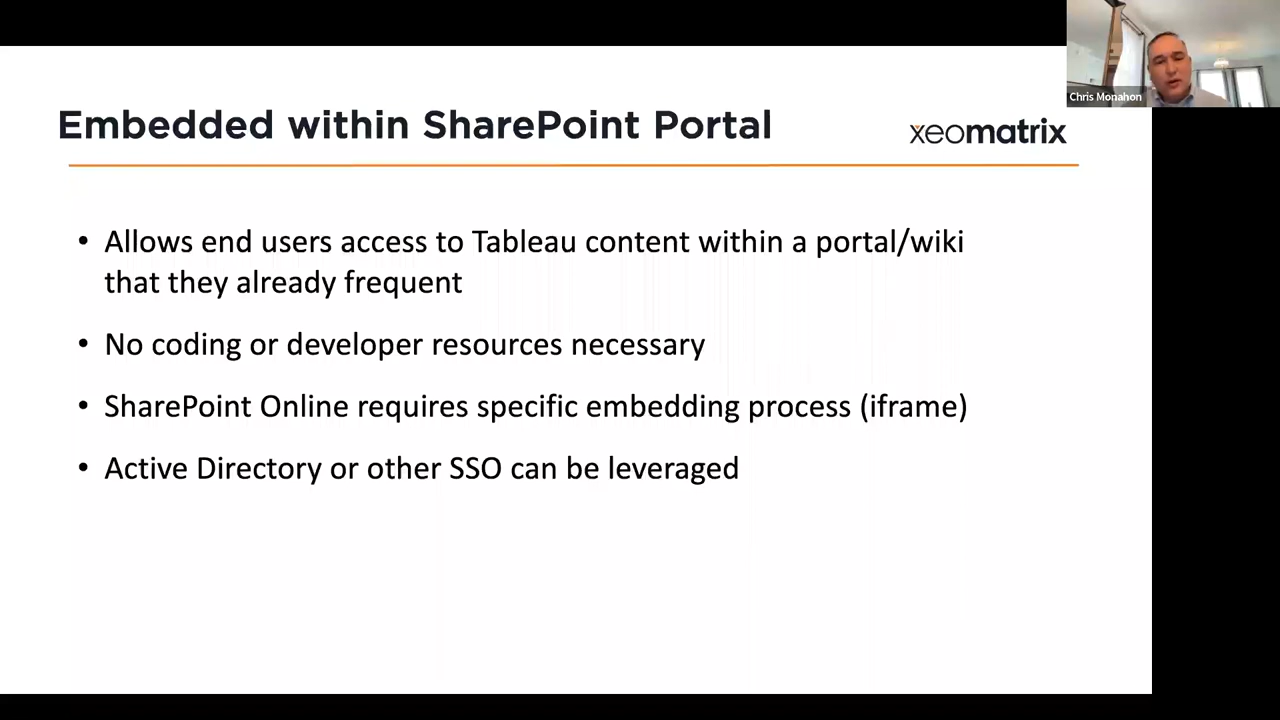 Chris Monahon
Embedded within SharePoint Portal
xeomatrix
• Allows end users access to Tableau content within a portal/wiki
that they already frequent
• No coding or developer resources necessary
• SharePoint Online requires specific embedding process (iframe)
• Active Directory or other SSO can be leveraged